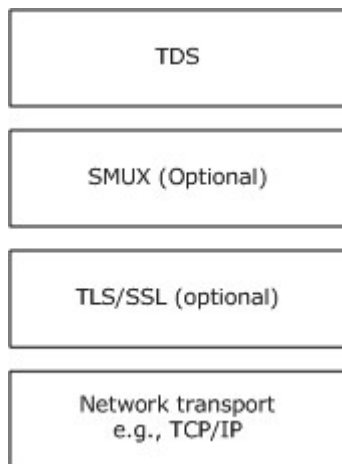 TDS
SMUX (Optional)
TLS/SSL (optional)
Network transport
e.g., TCP/IP